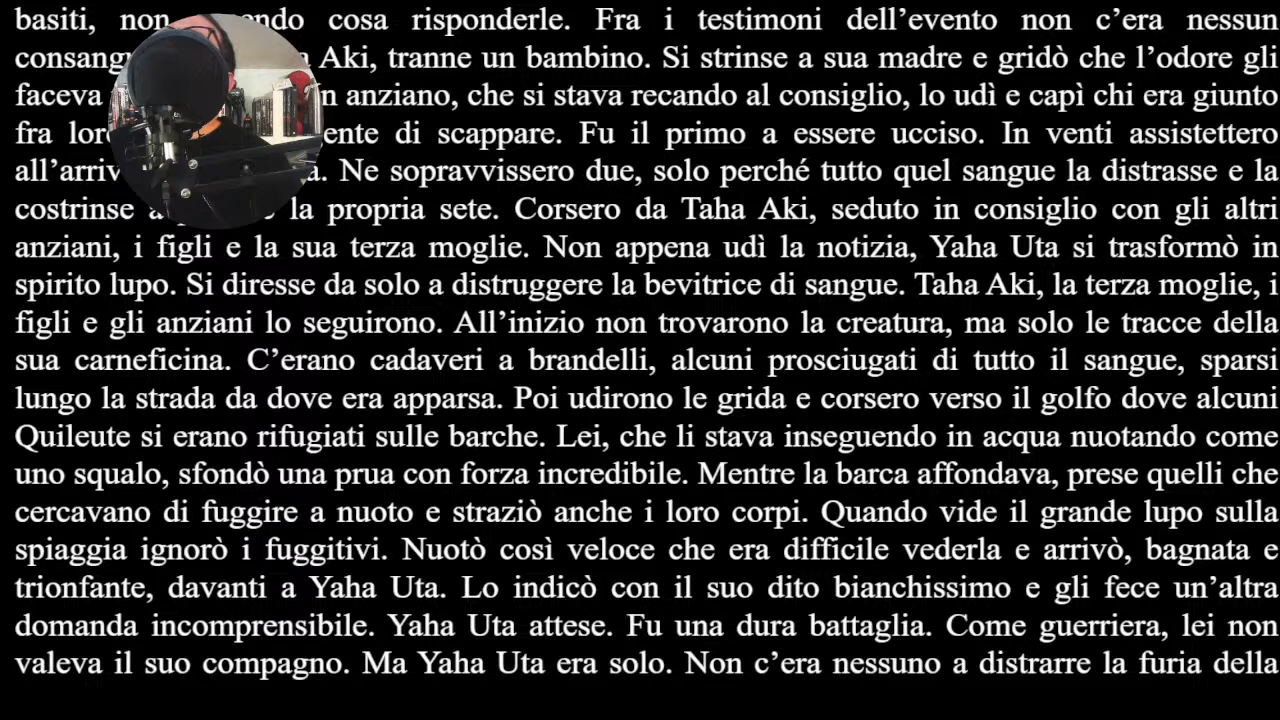 basiti, non cosa risponderle. Fra i testimoni dell’evento non c’era nessun
Aki, tranne un bambino. Si strinse a sua madre e gridò che l’odore gli
faceva anziano, che si stava recando al consiglio, lo udì e capì chi era giunto
fra di scappare. Fu il primo a essere ucciso. In venti assistettero
Ne sopravvissero due, solo perché tutto quel sangue la distrasse e la
costrinse la propria sete. Corsero da Taha Aki, seduto in consiglio con gli altri
anziani, i figli e la sua terza moglie. Non appena udì la notizia, Yaha Uta si trasformò in
spirito lupo. Si diresse da solo a distruggere la bevitrice di sangue. Taha Aki, la terza moglie, i
figli e gli anziani lo seguirono. All’inizio non trovarono la creatura, ma solo le tracce della
sua carneficina. C’erano cadaveri a brandelli, alcuni prosciugati di tutto il sangue, sparsi
lungo la strada da dove era apparsa. Poi udirono le grida e corsero verso il golfo dove alcuni
Quileute si erano rifugiati sulle barche. Lei, che li stava inseguendo in acqua nuotando come
uno squalo, sfondò una prua con forza incredibile. Mentre la barca affondava, prese quelli che
cercavano di fuggire a nuoto e straziò anche i loro corpi. Quando vide il grande lupo sulla
spiaggia ignorò i fuggitivi. Nuotò così veloce che era difficile vederla e arrivò, bagnata e
trionfante, davanti a Yaha Uta. Lo indicò con il suo dito bianchissimo e gli fece un’altra
domanda incomprensibile. Yaha Uta attese. Fu una dura battaglia. Come guerriera, lei non
valeva il suo compagno. Ma Yaha Uta era solo. Non c’era nessuno a distrarre la furia della